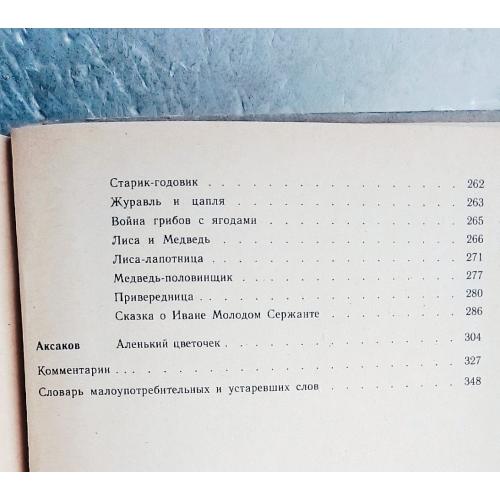 Старик-годовик . . . . . . . . . . . . . . . . 262
Журавль и цапля . . . . . . . . . . . . . . . 263
Война грибов с ягодами . . . . . . . . . . . . 265
Лиса и Медведь . . . . . . . . . . . . . . . . 266
Лиса-лапотница . . . . . . . . . . . . . . . . 271
Медведь-половинщик . . . . . . . . . . . . . . 277
Привередница . . . . . . . . . . . . . . . . . 280
Сказка о Иване Молодом Сержанте . . . . . . . . 286
Аксаков Аленький цветочек . . . . . . . . . . . 304
Комментарии . . . . . . . . . . . . . . . . . . 327
Словарь малоупотребительных и устаревших слов . . . . . . . 348